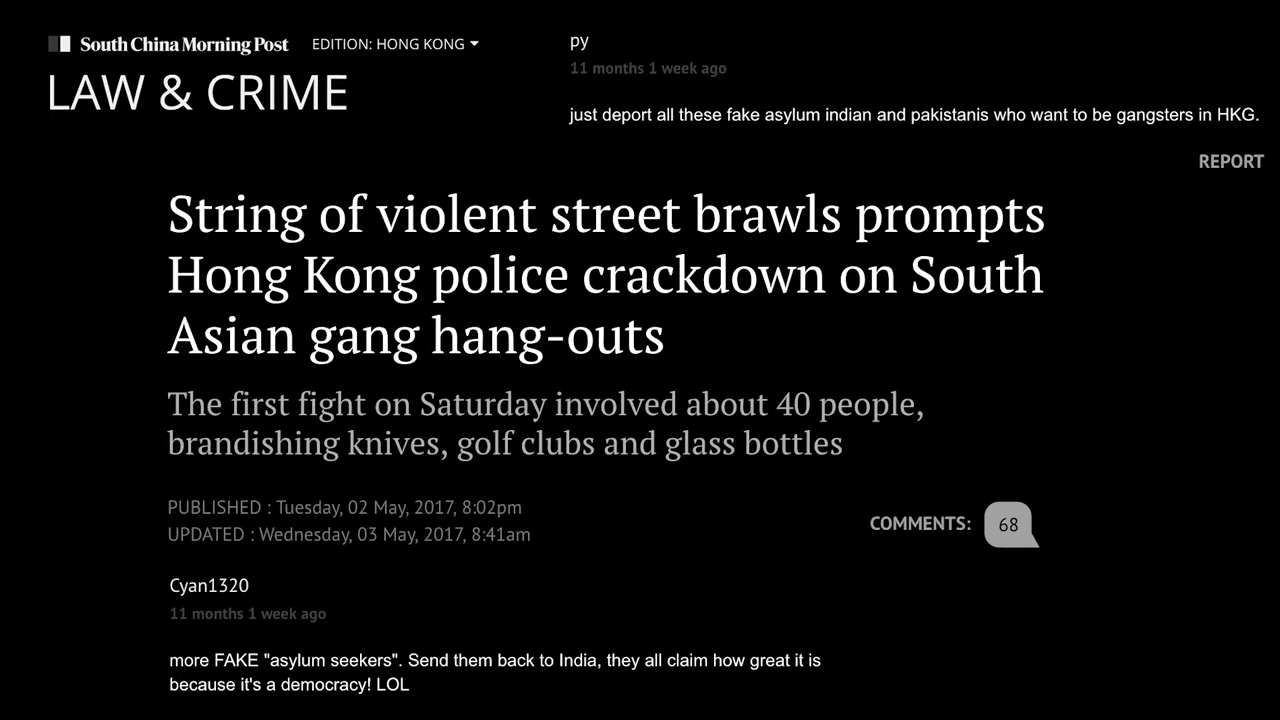 South China Morning Post
EDITION: HONG KONG
LAW & CRIME
py
11 months 1 week ago
just deport all these fake asylum indian and pakistanis who want to be gangsters in HKG.
REPORT
String of violent street brawls prompts
Hong Kong police crackdown on South
Asian gang hang-outs
The first fight on Saturday involved about 40 people,
brandishing knives, golf clubs and glass bottles
PUBLISHED : Tuesday, 02 May, 2017, 8:02pm
UPDATED : Wednesday, 03 May, 2017, 8:41am
COMMENTS: 68
Cyan1320
11 months 1 week ago
more FAKE "asylum seekers". Send them back to India, they all claim how great it is
because it's a democracy! LOL